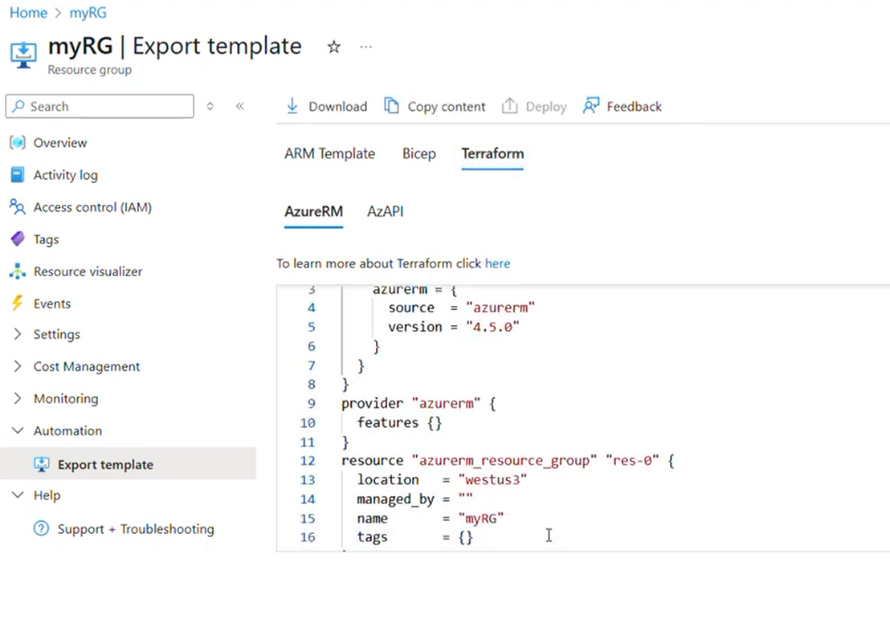 Home > myRG
myRG | Export template
Resource group
Search
Overview
Activity log
Access control (IAM)
Tags
Resource visualizer
Events
Settings
Cost Management
Monitoring
Automation
Export template
Help
Support + Troubleshooting
Download Copy content Deploy Feedback
ARM Template Bicep Terraform
AzureRM AzAPI
To learn more about Terraform click here
3 azurerm = {
4 source = "azurerm"
5 version = "4.5.0"
6 }
7 }
8 }
9 provider "azurerm" {
10 features {}
11 }
12 resource "azurerm_resource_group" "res-0" {
13 location = "westus3"
14 managed_by = ""
15 name = "myRG"
16 tags = {}